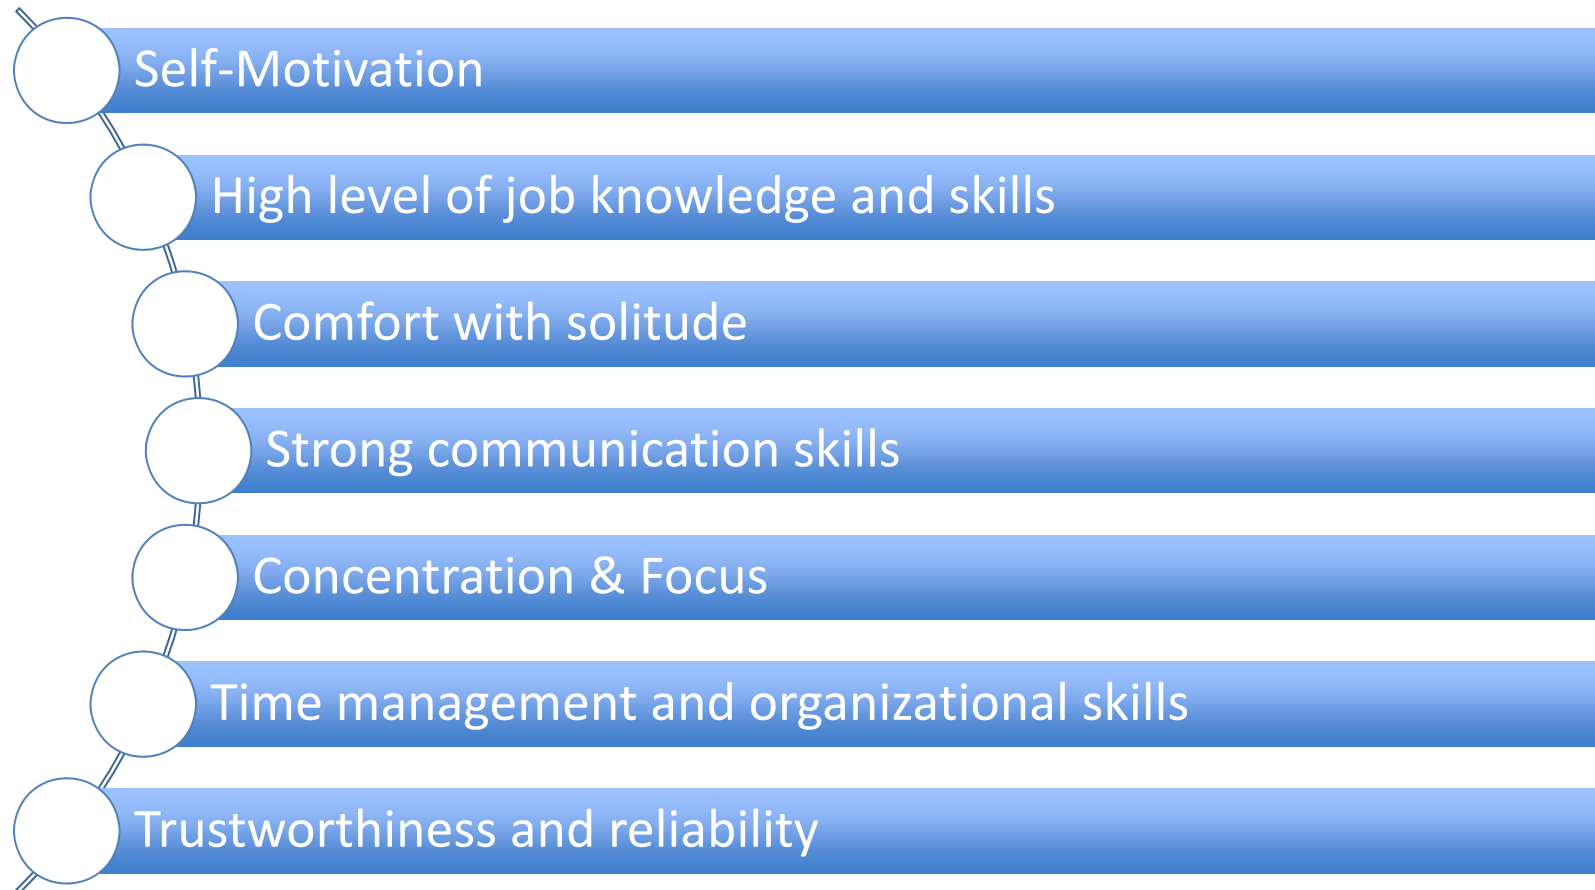 Self-Motivation
High level of job knowledge and skills
Comfort with solitude
Strong communication skills
Concentration & Focus
Time management and organizational skills
Trustworthiness and reliability